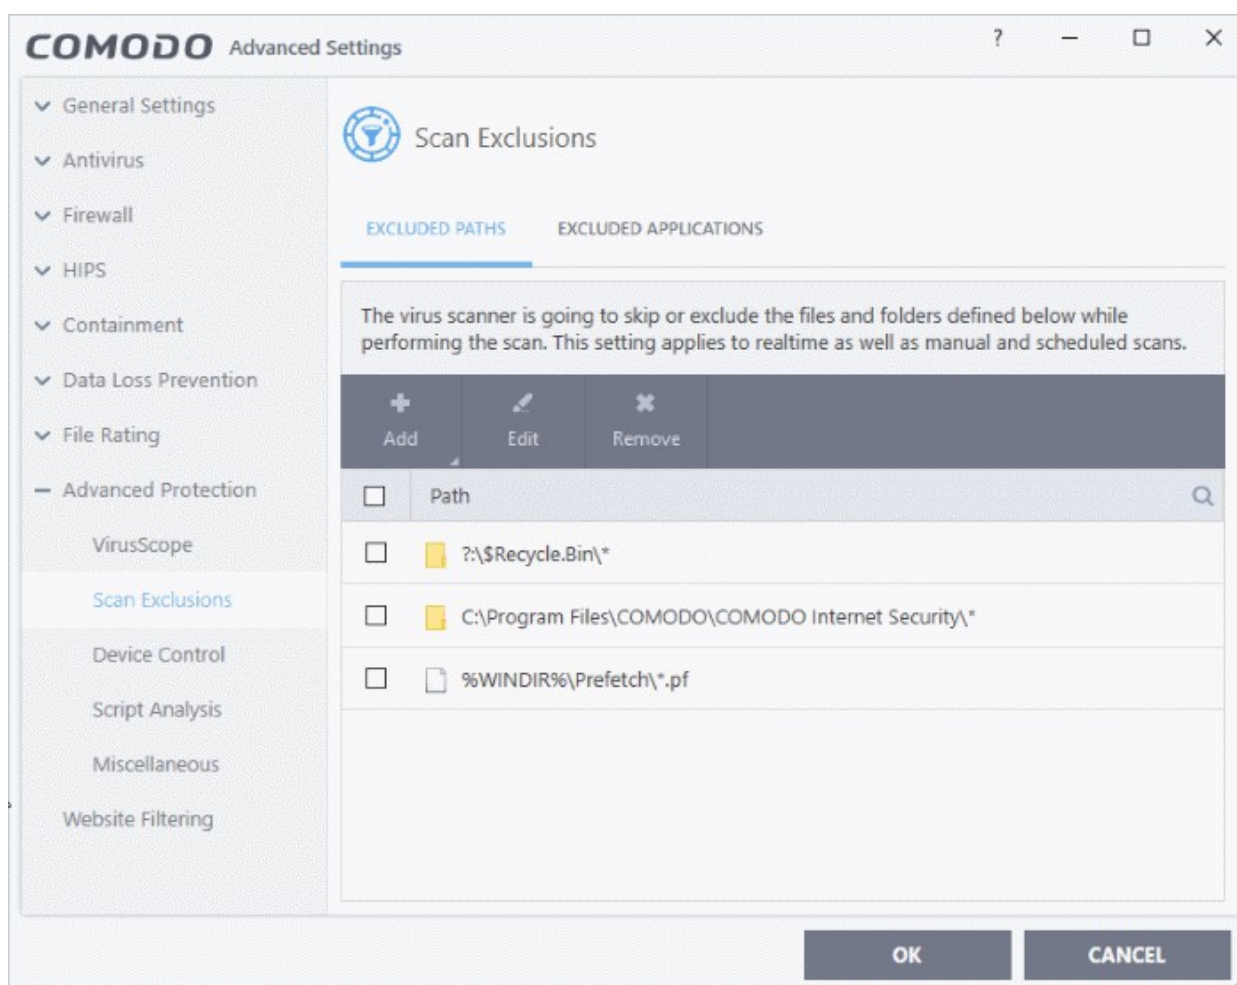 COMODO Advanced Settings ?
General Settings
Antivirus
Firewall
HIPS
Containment
Data Loss Prevention
File Rating
Advanced Protection
VirusScope
Scan Exclusions
Device Control
Script Analysis
Miscellaneous
Website Filtering
Scan Exclusions
EXCLUDED PATHS EXCLUDED APPLICATIONS
The virus scanner is going to skip or exclude the files and folders defined below while
performing the scan. This setting applies to realtime as well as manual and scheduled scans.
Add Edit Remove
Path
?:\$Recycle.Bin\*
C:\Program Files\COMODO\COMODO Internet Security\*
%WINDIR%\Prefetch\*.pf
OK CANCEL